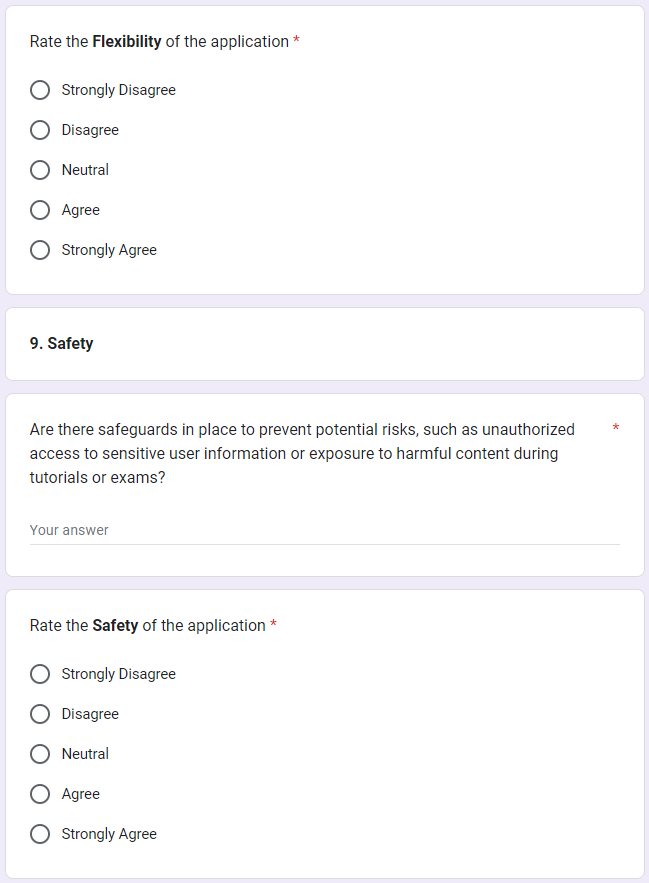 Rate the Flexibility of the application *
Strongly Disagree
Disagree
Neutral
Agree
Strongly Agree
9. Safety
Are there safeguards in place to prevent potential risks, such as unauthorized *
access to sensitive user information or exposure to harmful content during
tutorials or exams?
Your answer
Rate the Safety of the application *
Strongly Disagree
Disagree
Neutral
Agree
Strongly Agree